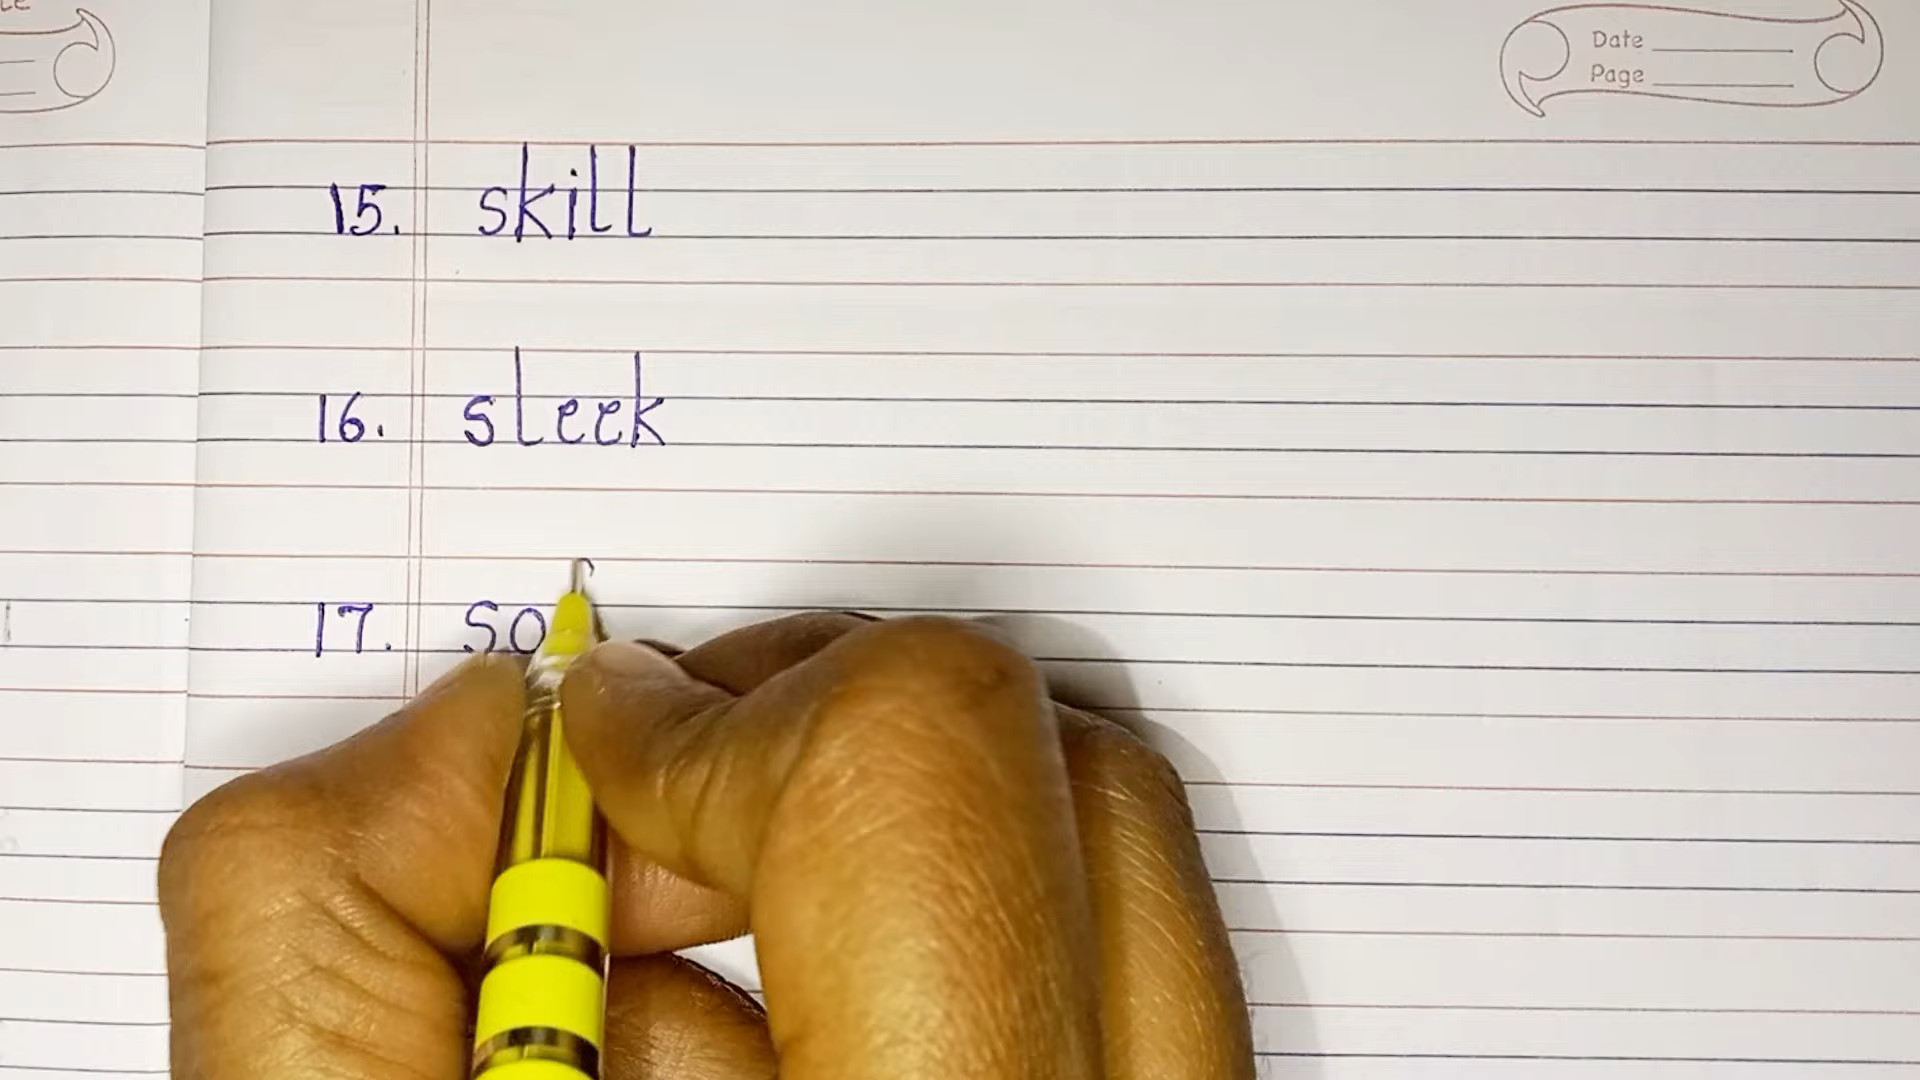 Date
Page
15. skill
16. sleek
17. so